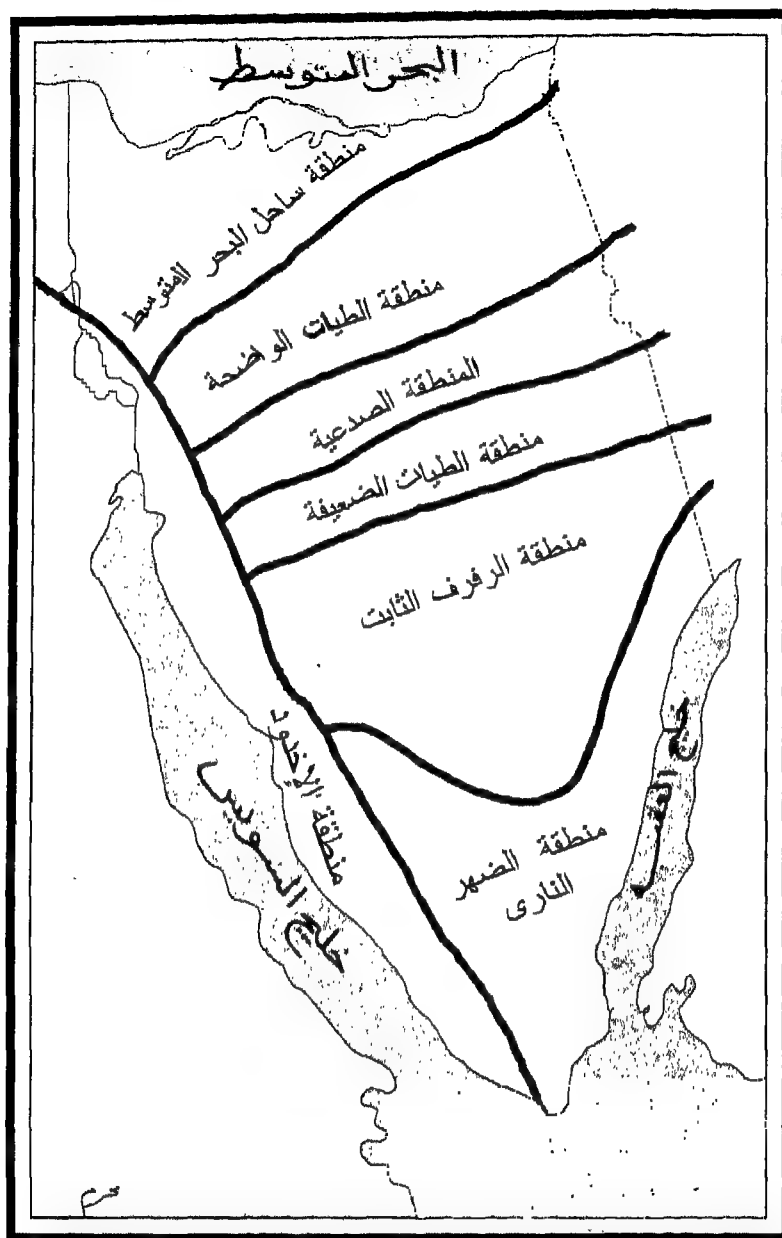 البحر المتوسط
منطقة ساحل البحر المتوسط
منطقة الطيات الواضحة
المنطقة الصدعية
منطقة الطيات الضعيفة
منطقة الرفرف الثابت
منطقة الأخدود
خليج السويس
خليج العقبة
منطقة الضهر
النارى